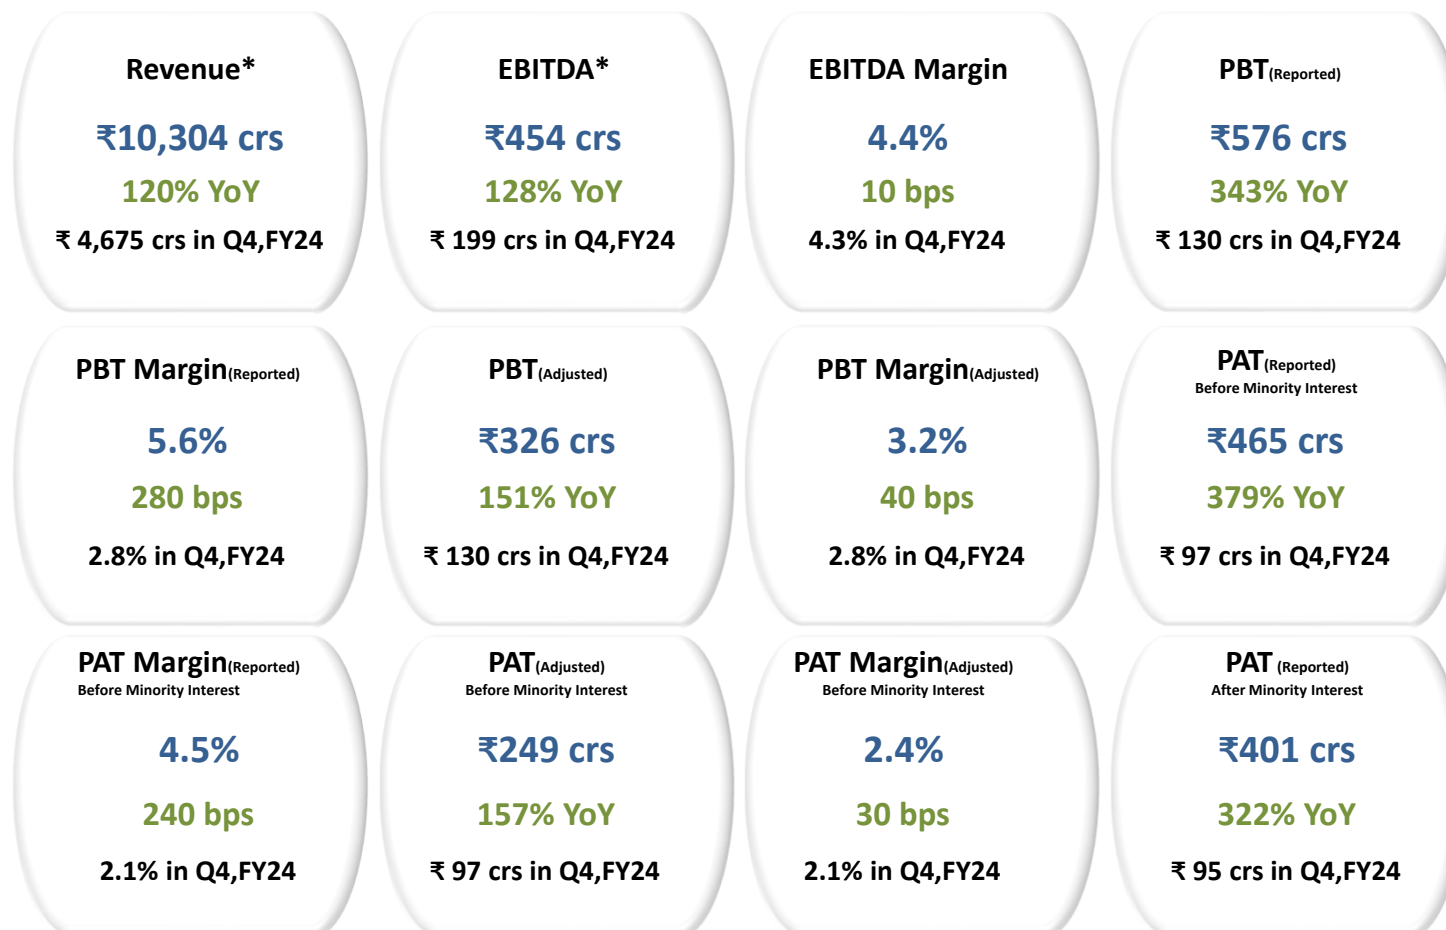 Revenue*
₹10,304 crs
120% YoY
₹ 4,675 crs in Q4,FY24
EBITDA*
₹454 crs
128% YoY
₹ 199 crs in Q4,FY24
EBITDA Margin
4.4%
10 bps
4.3% in Q4,FY24
PBT(Reported)
₹576 crs
343% YoY
₹ 130 crs in Q4,FY24
PBT Margin(Reported)
5.6%
280 bps
2.8% in Q4,FY24
PBT(Adjusted)
₹326 crs
151% YoY
₹ 130 crs in Q4,FY24
PBT Margin(Adjusted)
3.2%
40 bps
2.8% in Q4,FY24
PAT(Reported)
Before Minority Interest
₹465 crs
379% YoY
₹ 97 crs in Q4,FY24
PAT Margin(Reported)
Before Minority Interest
4.5%
240 bps
2.1% in Q4,FY24
PAT(Adjusted)
Before Minority Interest
₹249 crs
157% YoY
₹ 97 crs in Q4,FY24
PAT Margin(Adjusted)
Before Minority Interest
2.4%
30 bps
2.1% in Q4,FY24
PAT (Reported)
After Minority Interest
₹401 crs
322% YoY
₹ 95 crs in Q4,FY24